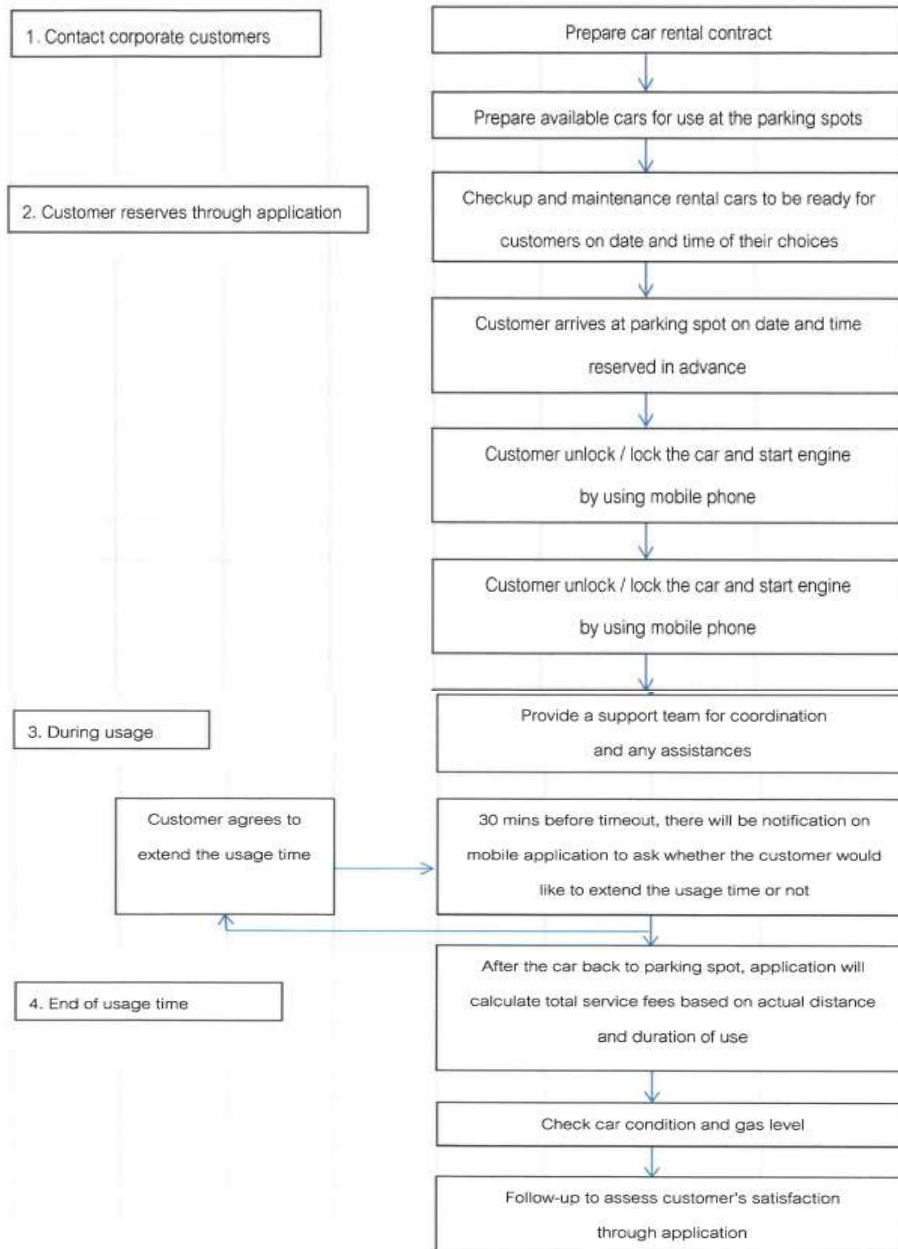 1. Contact corporate customers
Prepare car rental contract
Prepare available cars for use at the parking spots
2. Customer reserves through application
Checkup and maintenance rental cars to be ready for
customers on date and time of their choices
Customer arrives at parking spot on date and time
reserved in advance
Customer unlock / lock the car and start engine
by using mobile phone
Customer unlock / lock the car and start engine
by using mobile phone
3. During usage
Provide a support team for coordination
and any assistances
Customer agrees to
extend the usage time
30 mins before timeout, there will be notification on
mobile application to ask whether the customer would
like to extend the usage time or not
4. End of usage time
After the car back to parking spot, application will
calculate total service fees based on actual distance
and duration of use
Check car condition and gas level
Follow-up to assess customer's satisfaction
through application